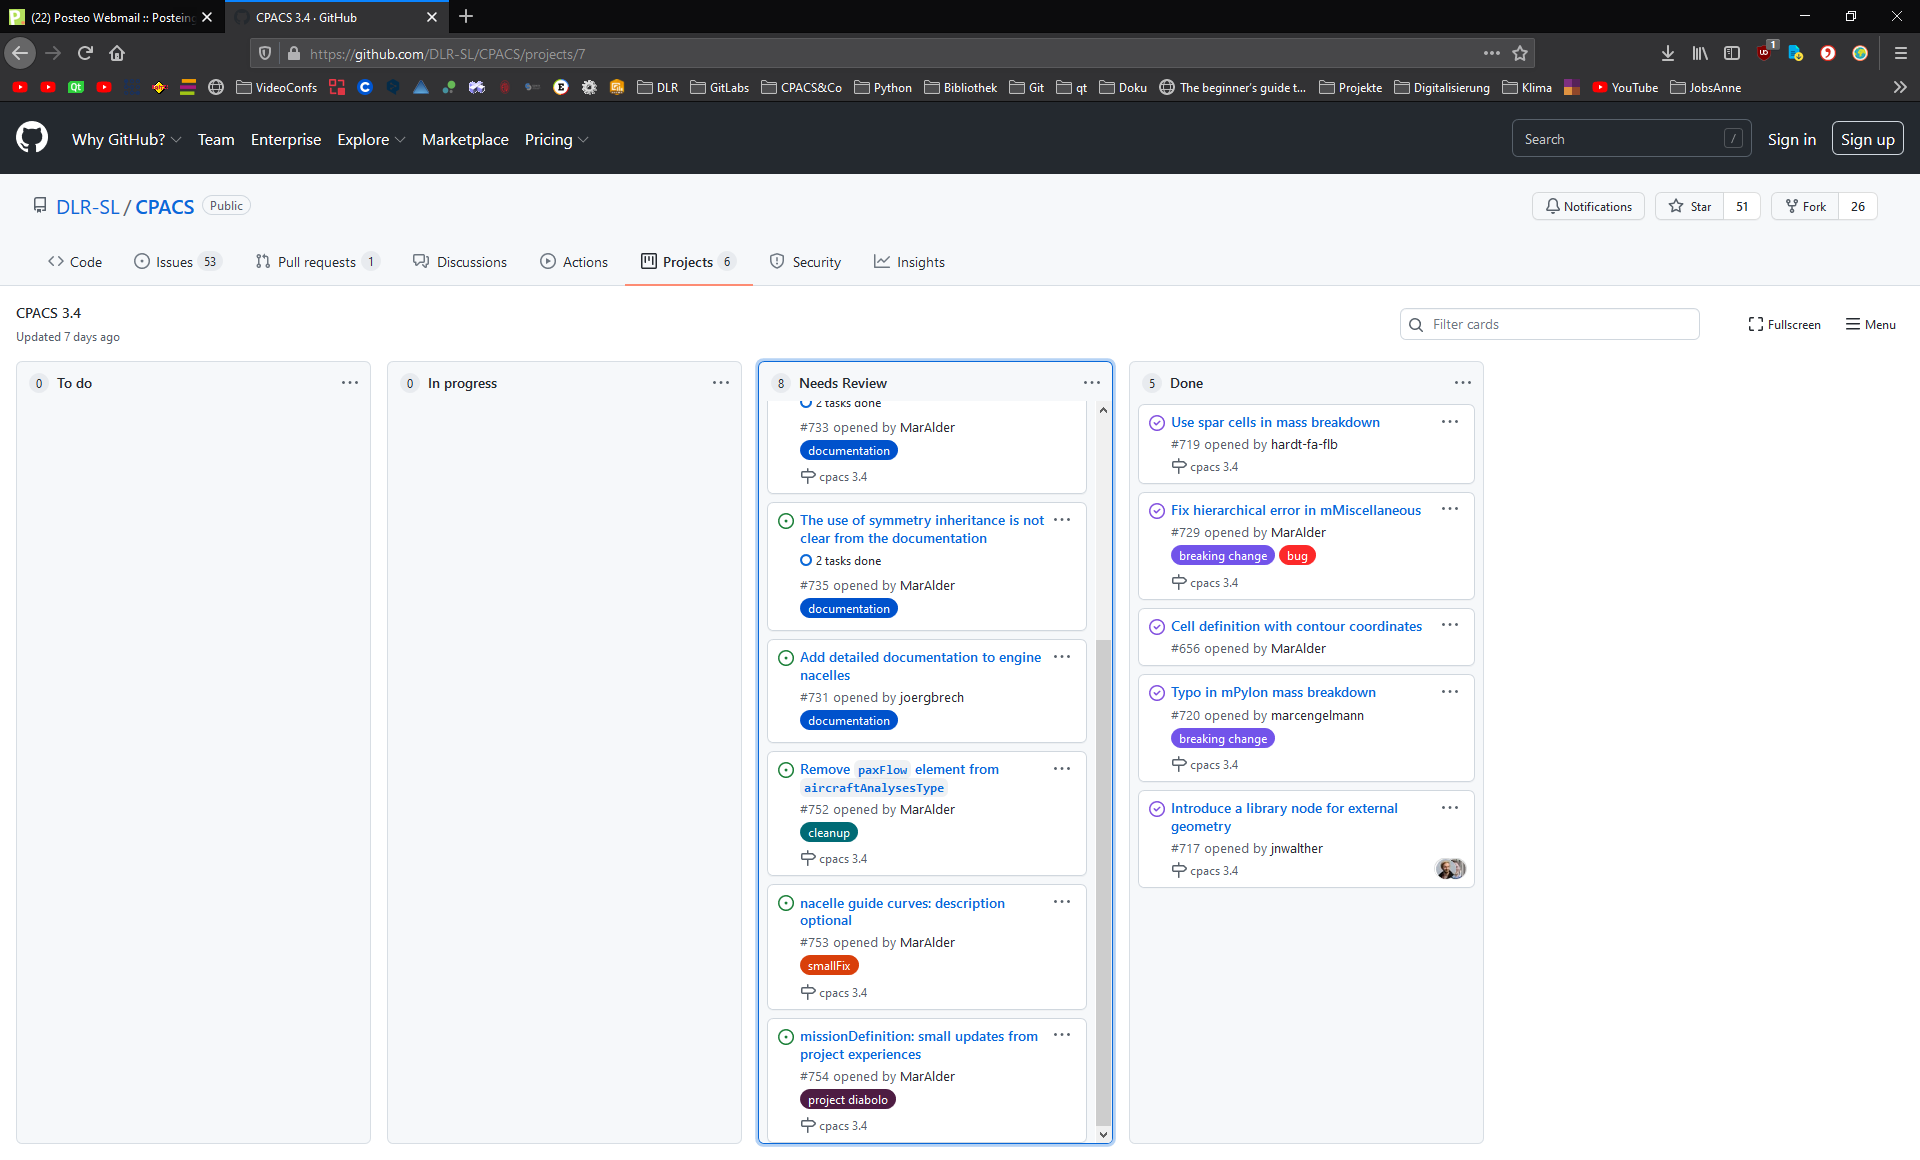 (22) Posteo Webmail :: Postein
CPACS 3.4 · GitHub
https://github.com/DLR-SL/CPACS/projects/7
1
VideoConfs
DLR
GitLabs
CPACS&Co
Python
Bibliothek
Git
qt
Doku
The beginner's guide t...
Projekte
Digitalisierung
Klima
YouTube
JobsAnne
Why GitHub?
Team
Enterprise
Explore
Marketplace
Pricing
Search /
Sign in
Sign up
DLR-SL / CPACS Public
Notifications
Star 51
Fork 26
Code
Issues 53
Pull requests 1
Discussions
Actions
Projects 6
Security
Insights
CPACS 3.4
Updated 7 days ago
Filter cards
Fullscreen
Menu
0 To do
0 In progress
8 Needs Review
2 tasks done
#733 opened by MarAlder
documentation
cpacs 3.4
The use of symmetry inheritance is not
clear from the documentation
2 tasks done
#735 opened by MarAlder
documentation
Add detailed documentation to engine
nacelles
#731 opened by joergbrech
documentation
Remove paxFlow element from
aircraftAnalysesType
#752 opened by MarAlder
cleanup
cpacs 3.4
nacelle guide curves: description
optional
#753 opened by MarAlder
smallFix
cpacs 3.4
missionDefinition: small updates from
project experiences
#754 opened by MarAlder
project diabolo
cpacs 3.4
5 Done
Use spar cells in mass breakdown
#719 opened by hardt-fa-flb
cpacs 3.4
Fix hierarchical error in mMiscellaneous
#729 opened by MarAlder
breaking change bug
cpacs 3.4
Cell definition with contour coordinates
#656 opened by MarAlder
Typo in mPylon mass breakdown
#720 opened by marcengelmann
breaking change
cpacs 3.4
Introduce a library node for external
geometry
#717 opened by jnwalther
cpacs 3.4